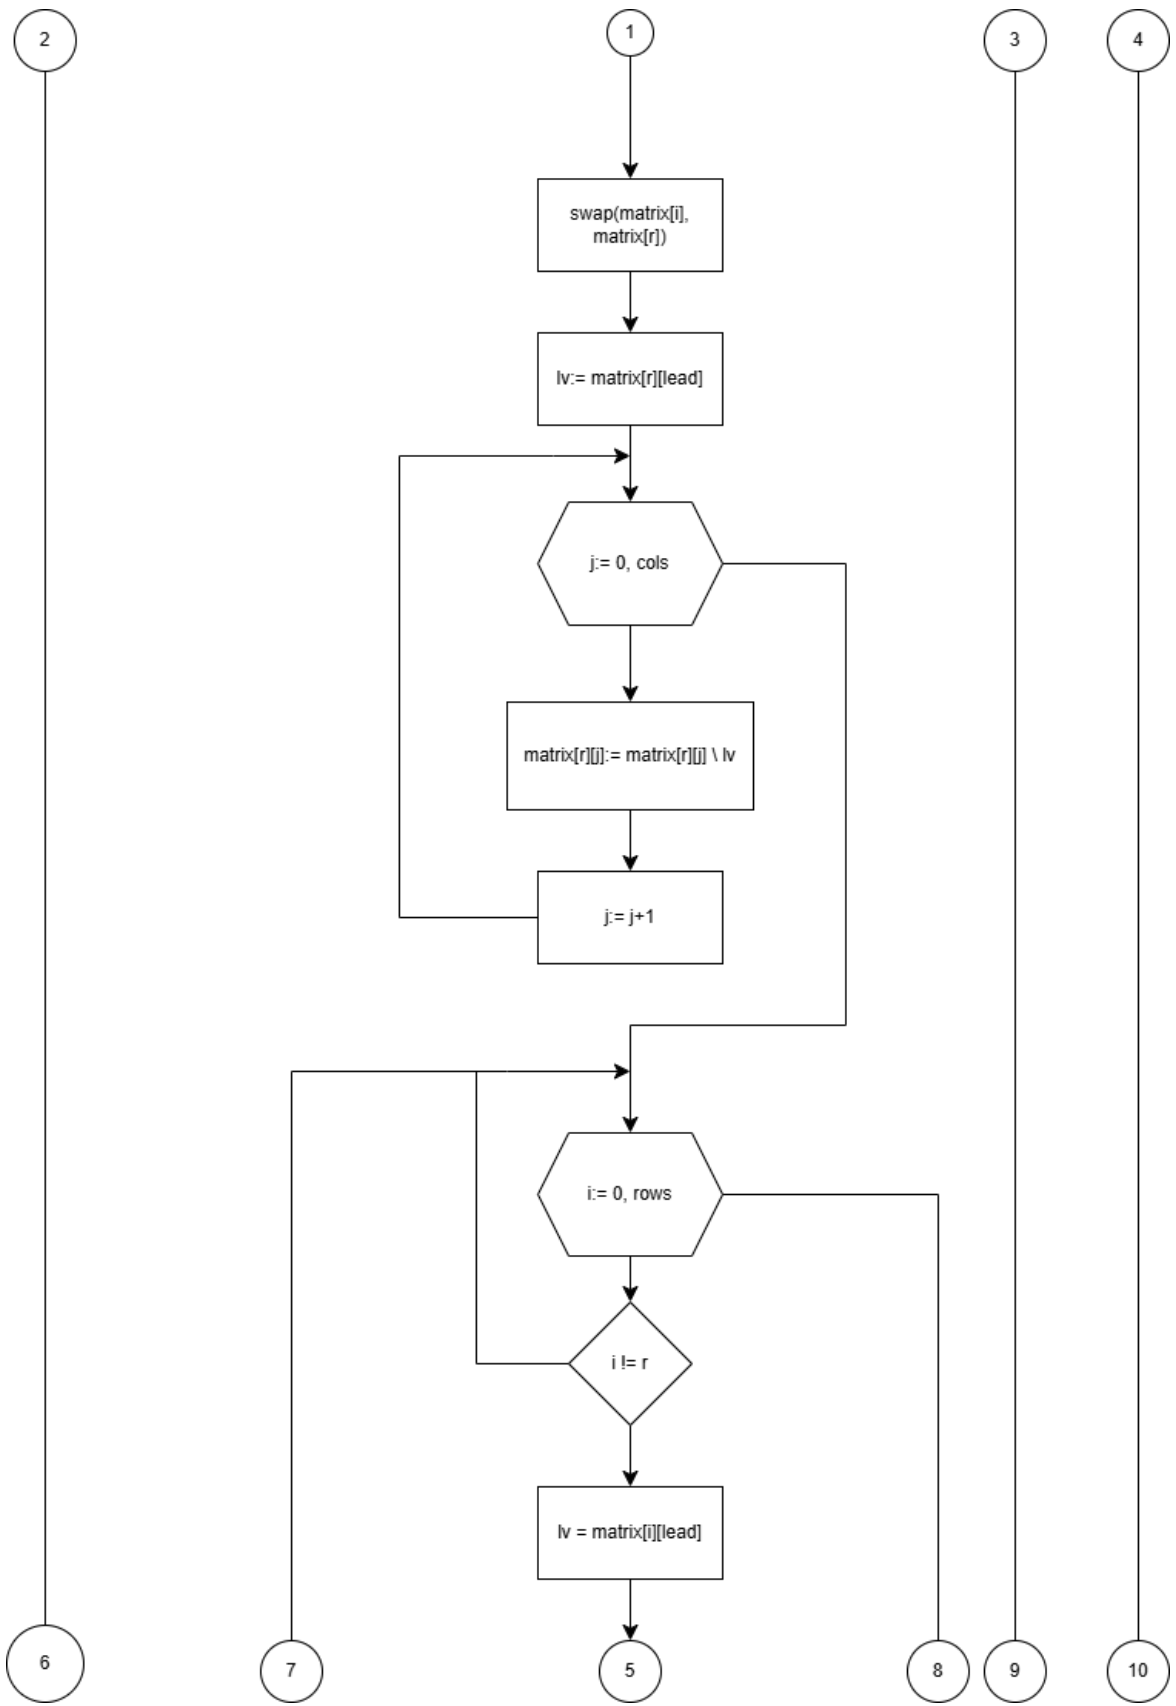 2
1
3
4
swap(matrix[i],
matrix[r])
lv:= matrix[r][lead]
j:= 0, cols
matrix[r][j]:= matrix[r][j] \ lv
j:= j+1
i:= 0, rows
i != r
lv = matrix[i][lead]
6
7
5
8
9
10